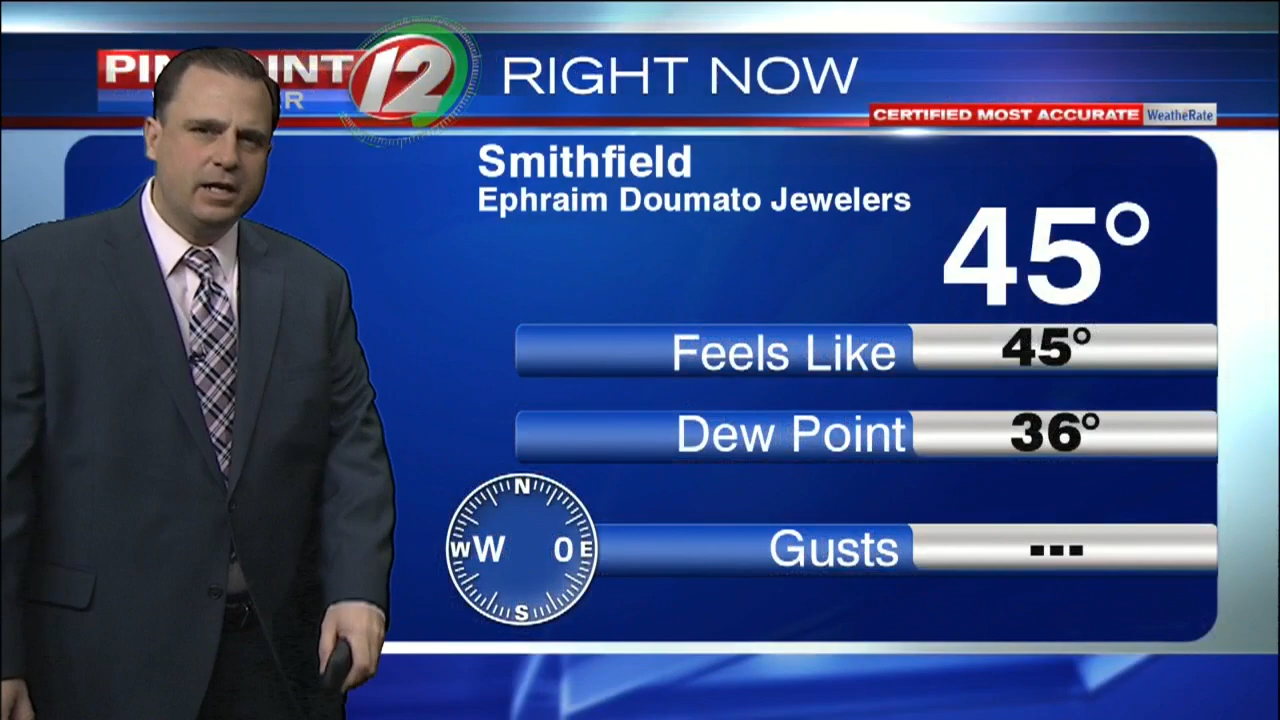 12
RIGHT NOW
CERTIFIED MOST ACCURATE WeatheRate
Smithfield
Ephraim Doumato Jewelers
45°
Feels Like 45°
Dew Point 36°
N
W W 0 E
S
Gusts ---